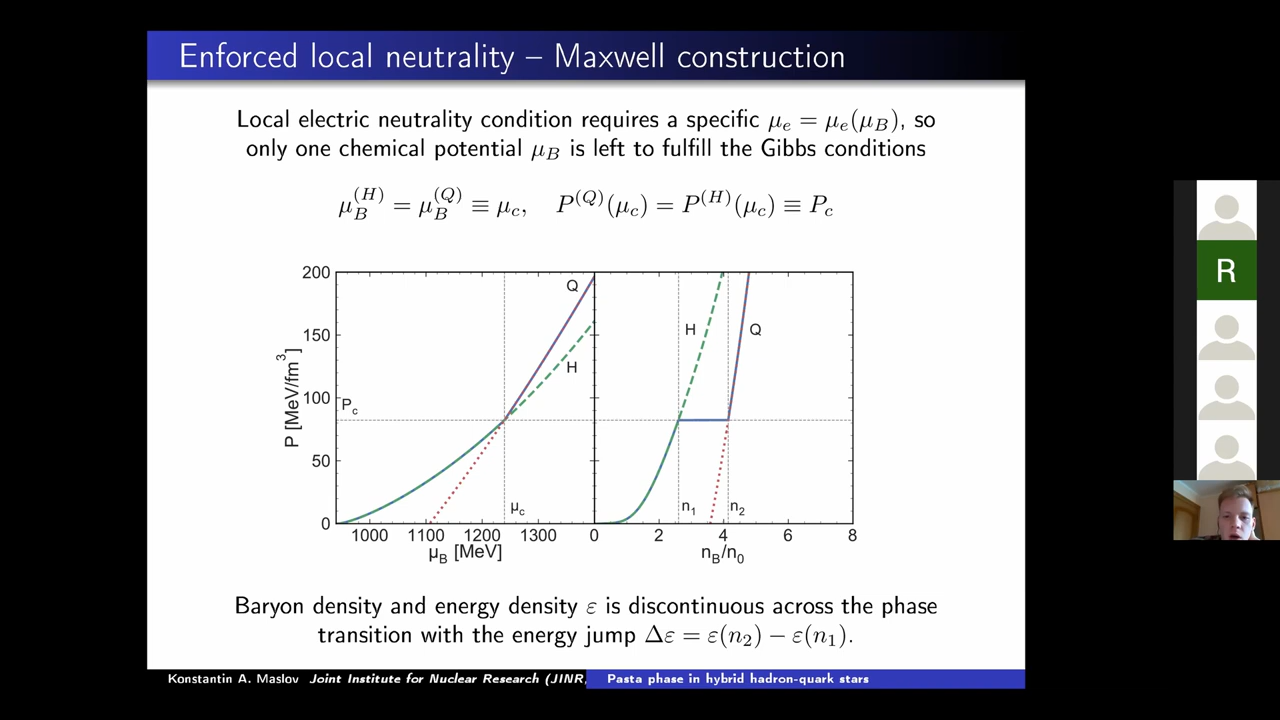 Enforced local neutrality – Maxwell construction
Local electric neutrality condition requires a specific μ_e = μ_e(μ_B), so
only one chemical potential μ_B is left to fulfill the Gibbs conditions
μ_B^(H) = μ_B^(Q) ≡ μ_c, P^(Q)(μ_c) = P^(H)(μ_c) ≡ P_c
P [MeV/fm³]
200
150
100
50
0
P_c
Q
H
μ_c
1000 1100 1200 1300
μ_B [MeV]
H
Q
n_1
n_2
0 2 4 6 8
n_B/n_0
Baryon density and energy density ε is discontinuous across the phase
transition with the energy jump Δε = ε(n_2) − ε(n_1).
Konstantin A. Maslov Joint Institute for Nuclear Research (JINR,
Pasta phase in hybrid hadron-quark stars
R